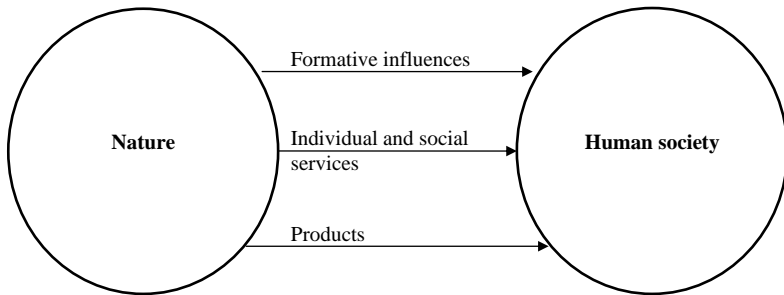 Formative influences
Nature
Individual and social
services
Human society
Products